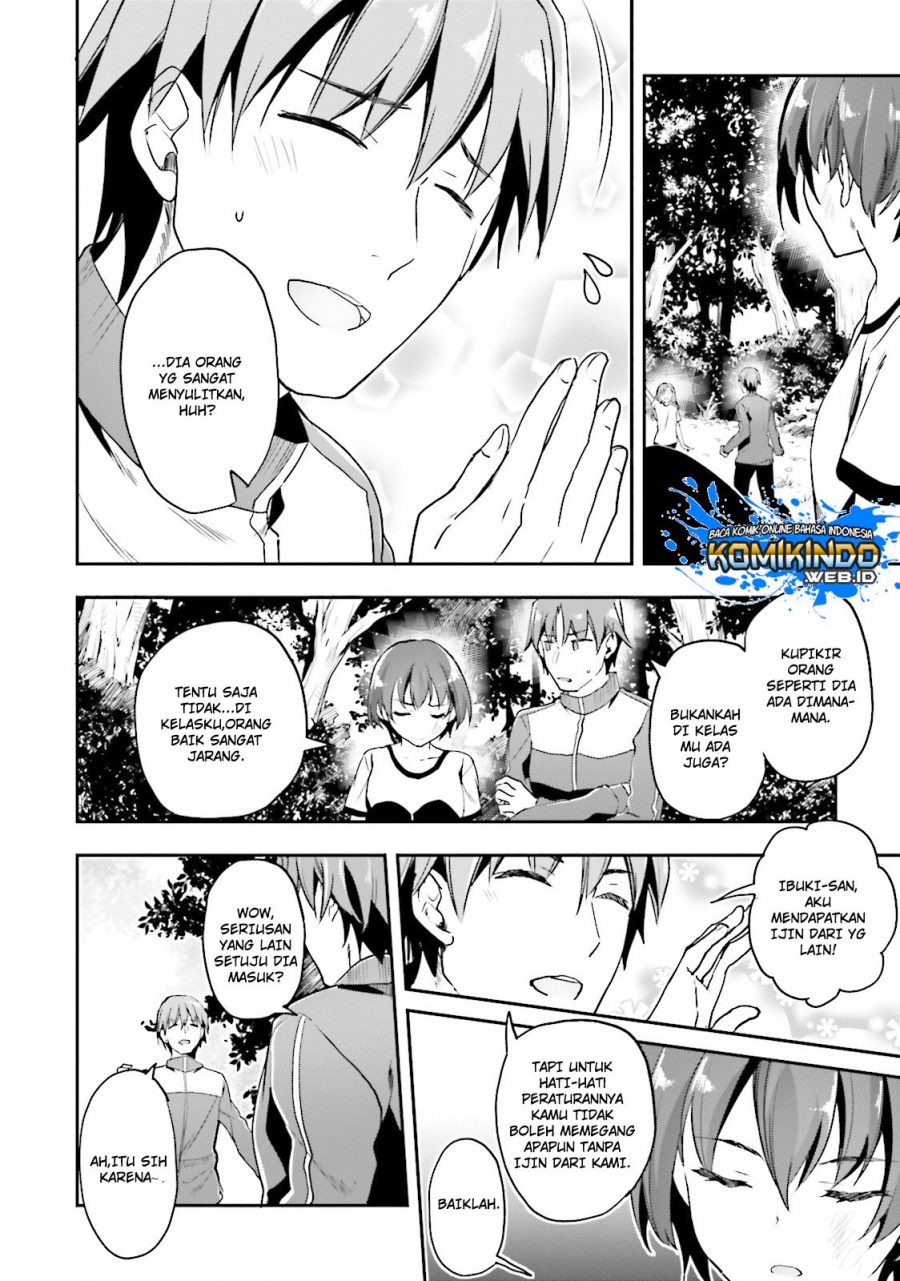 ...DIA ORANG
YG SANGAT
MENYULITKAN,
HUH?
BACA KOMIK ONLINE BAHASA INDONESIA
KOMIKINDO
WEB.ID
KUPIKIR
ORANG
SEPERTI DIA
ADA DIMANA-
MANA.
BUKANKAH
DI KELAS
MU ADA
JUGA?
TENTU SAJA
TIDAK...DI
KELASKU,ORANG
BAIK SANGAT
JARANG.
IBUKI-SAN,
AKU
MENDAPATKAN
IJIN DARI YG
LAIN!
TAPI UNTUK
HATI-HATI
PERATURANNYA
KAMU TIDAK
BOLEH MEMEGANG
APAPUN TANPA
IJIN DARI KAMI.
BAIKLAH.
WOW,
SERIUSAN
YANG LAIN
SETUJU DIA
MASUK?
AH,ITU SIH
KARENA~.